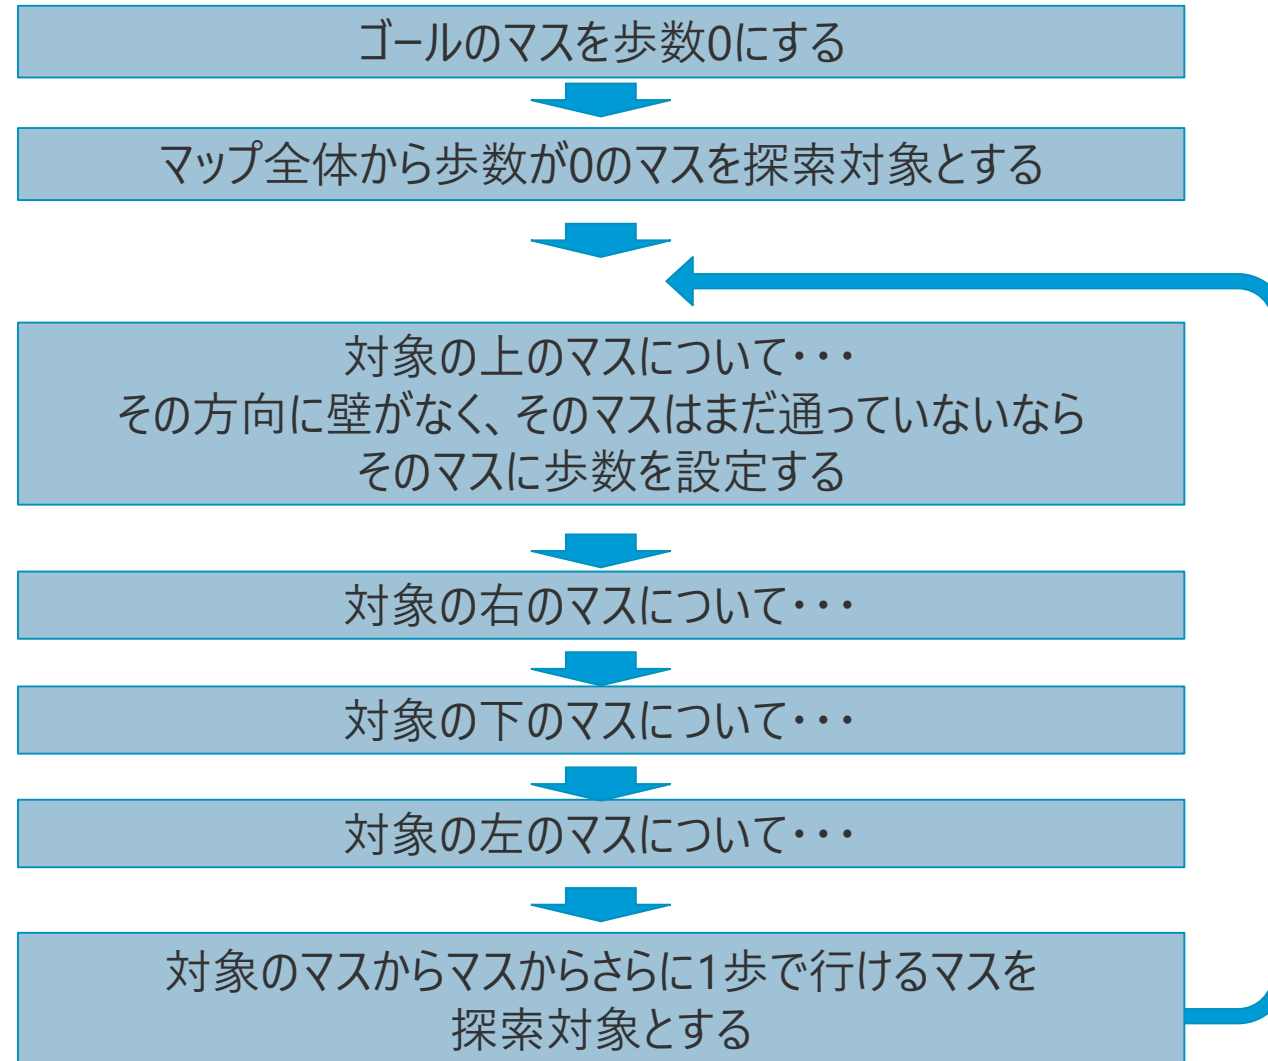 ゴールのマスを歩数0にする
マップ全体から歩数が0のマスを探索対象とする
対象の上のマスについて・・・
その方向に壁がなく、そのマスはまだ通っていないなら
そのマスに歩数を設定する
対象の右のマスについて・・・
対象の下のマスについて・・・
対象の左のマスについて・・・
対象のマスからマスからさらに1歩で行けるマスを
探索対象とする